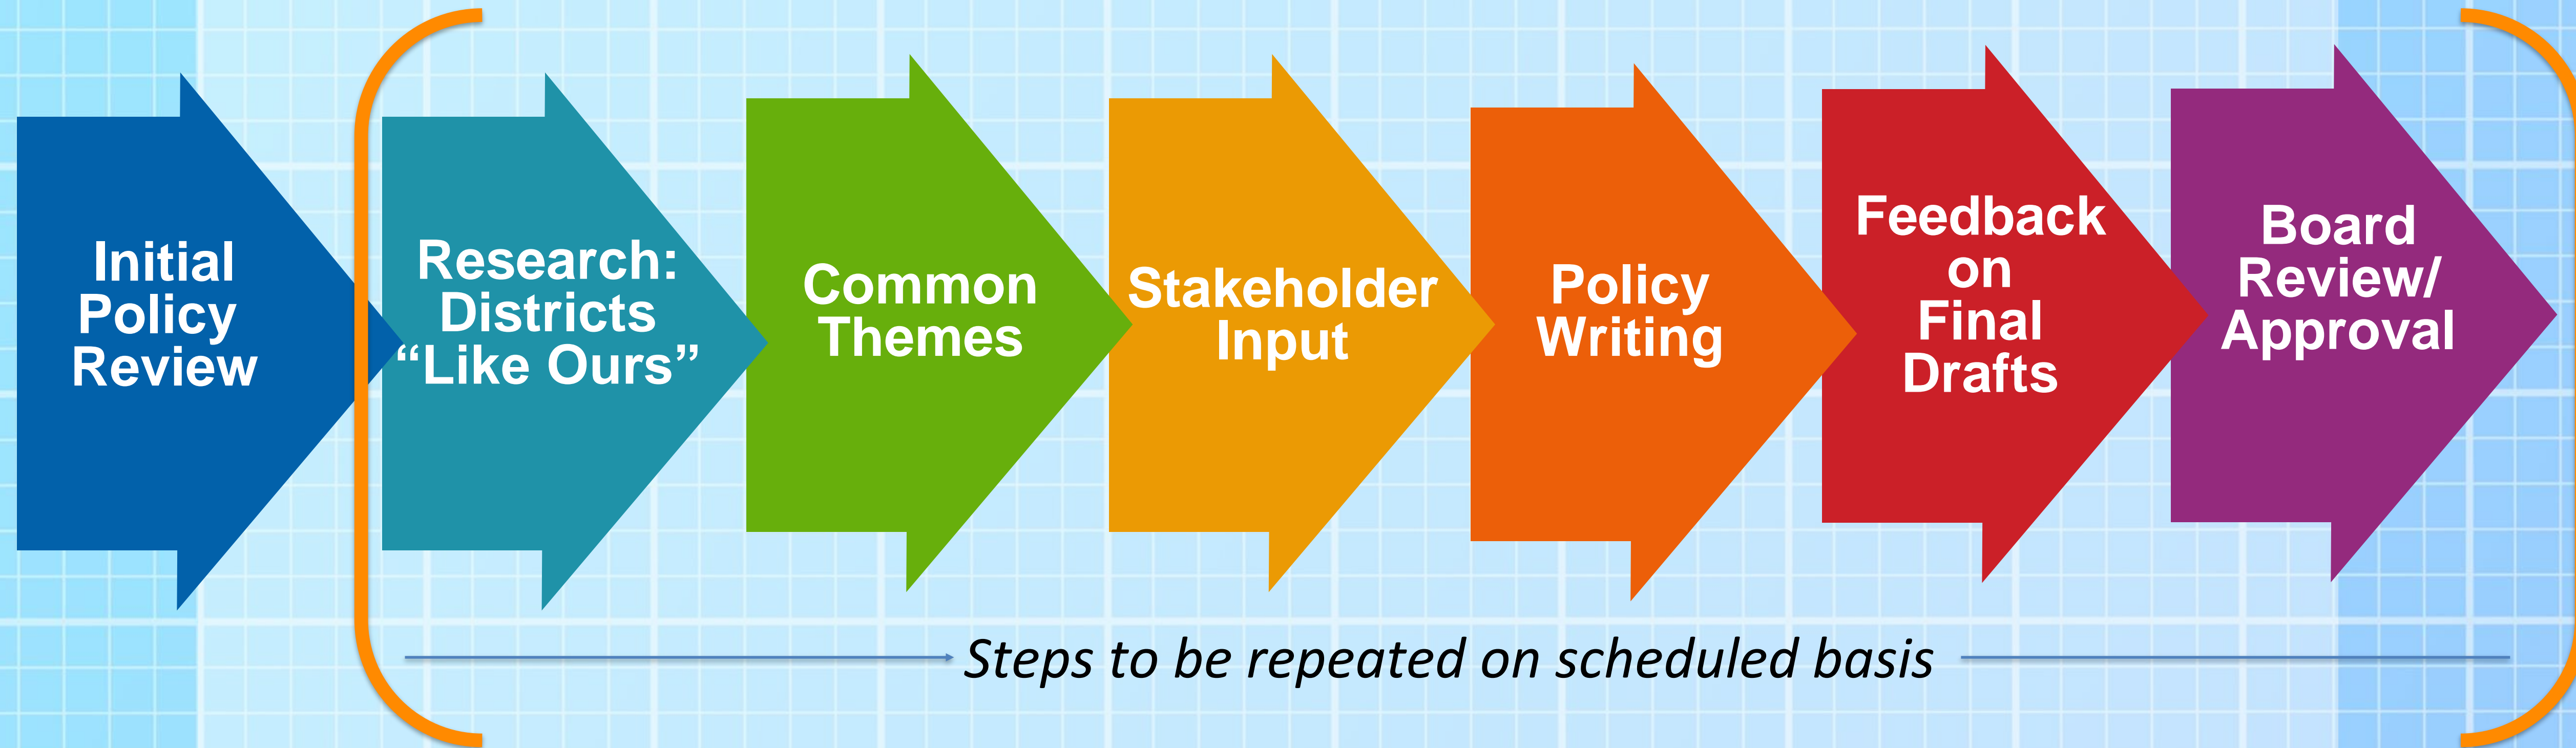 Initial
Policy
Review
Research:
Districts
“Like Ours”
Common
Themes
Stakeholder
Input
Policy
Writing
Feedback
on
Final
Drafts
Board
Review/
Approval
Steps to be repeated on scheduled basis